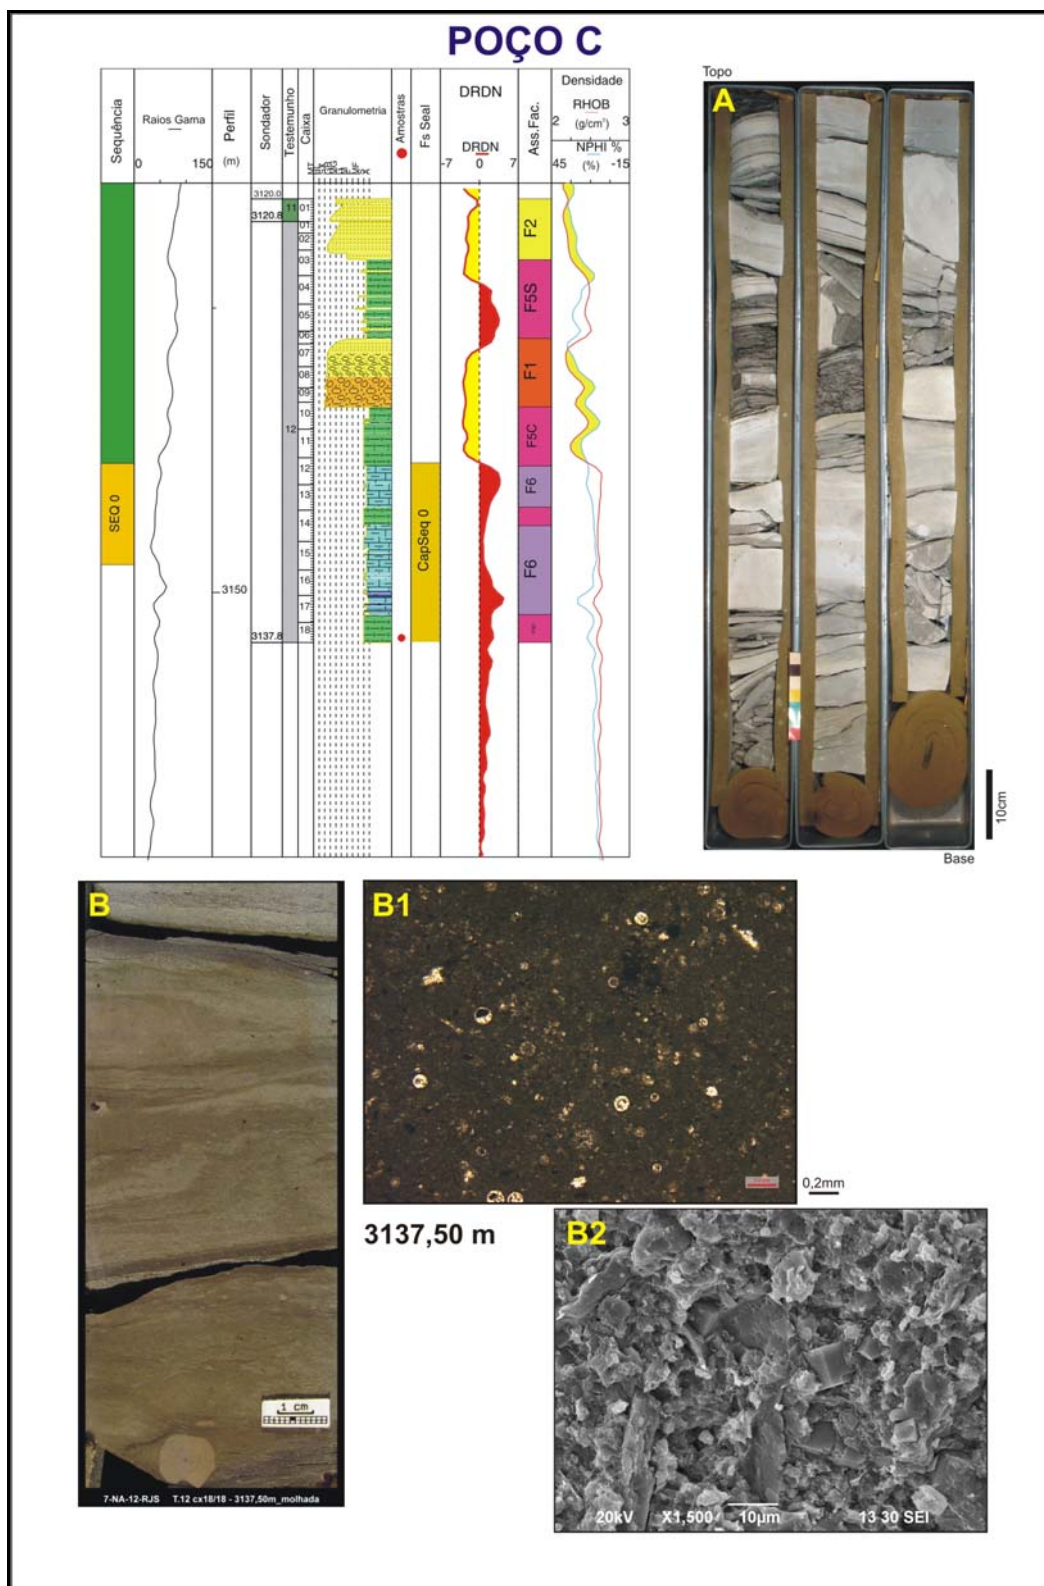 POÇO C
Sequência
Raios Gama
0 150
Perfil
(m)
Sondador
Testemunho
Caixa
Granulometria
Amostras
Fs Seal
DRDN
DRDN
-7 0 7
Ass.Fac.
Densidade
RHOB
(g/cm³)
2 3
NPHI %
(%)
45 -15
3120.0
3120.8
11
01
01
02
03
04
05
06
07
08
09
10
11
12
12
13
14
15
16
17
18
3150
3137.8
SEQ 0
CapSeq 0
F2
F5S
F1
F5C
F6
F6
Topo
A
10cm
Base
B
1 cm
7-NA-12-RJS T.12 cx18/18 - 3137,50m_molhada
B1
0,2mm
3137,50 m
B2
20kV X1,500 10µm 13 30 SEI